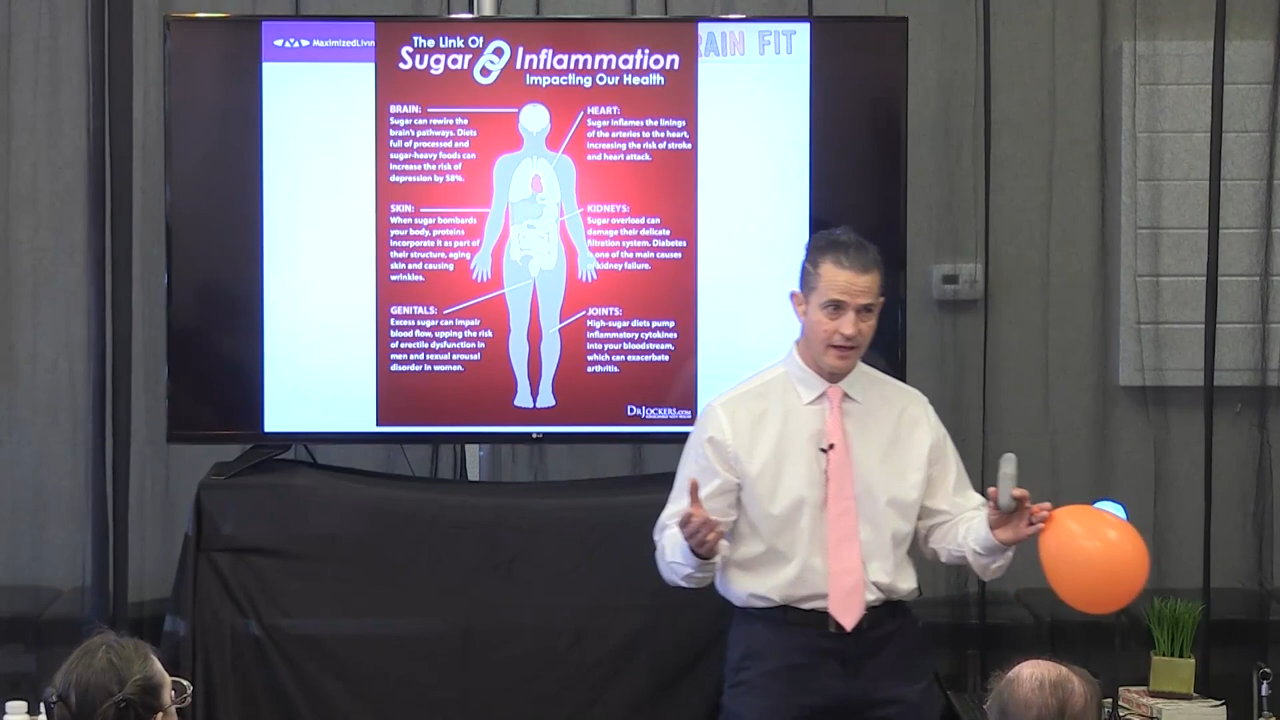 MaximizedLivin
The Link Of
Sugar Inflammation
Impacting Our Health
RAIN FIT
BRAIN:
Sugar can rewire the
brain's pathways. Diets
full of processed and
sugar-heavy foods can
increase the risk of
depression by 58%.
HEART:
Sugar inflames the linings
of the arteries to the heart,
increasing the risk of stroke
and heart attack.
SKIN:
When sugar bombards
your body, proteins
incorporate it as part of
their structure, aging
skin and causing
wrinkles.
KIDNEYS:
Sugar overload can
damage their delicate
filtration system. Diabetes
is one of the main causes
of kidney failure.
GENITALS:
Excess sugar can impair
blood flow, upping the risk
of erectile dysfunction in
men and sexual arousal
disorder in women.
JOINTS:
High-sugar diets pump
inflammatory cytokines
into your bloodstream,
which can exacerbate
arthritis.
DrJockers.com
LG